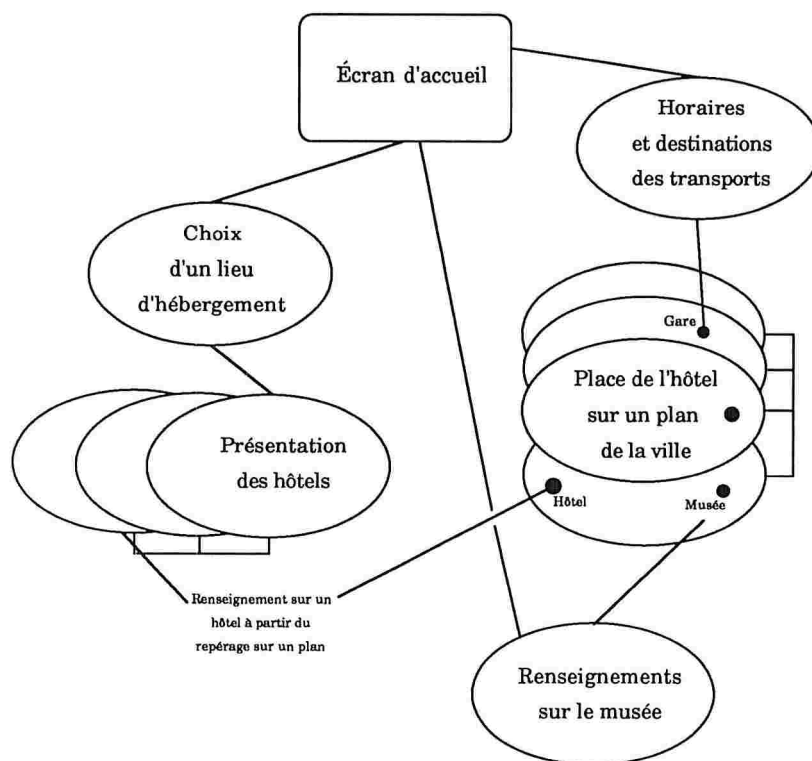 Écran d'accueil
Horaires
et destinations
des transports
Choix
d'un lieu
d'hébergement
Gare
Place de l'hôtel
sur un plan
de la ville
Présentation
des hôtels
Hôtel
Musée
Renseignement sur un
hôtel à partir du
repérage sur un plan
Renseignements
sur le musée